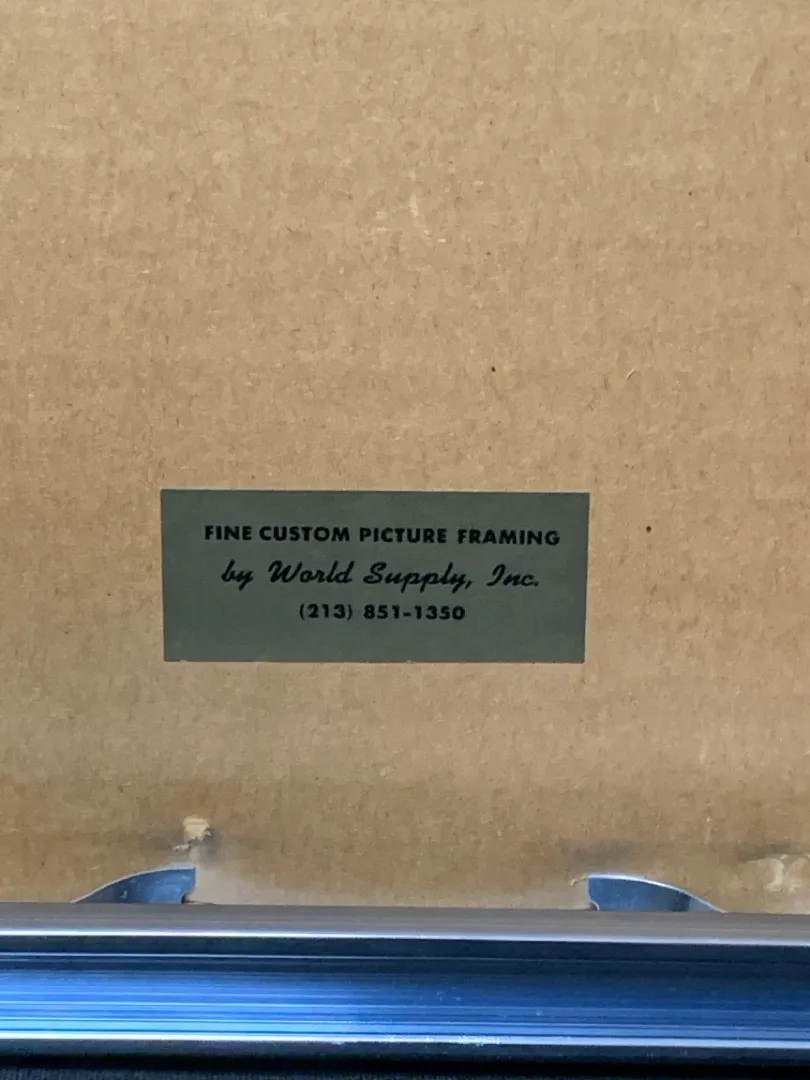 FINE CUSTOM PICTURE FRAMING
by World Supply, Inc.
(213) 851-1350